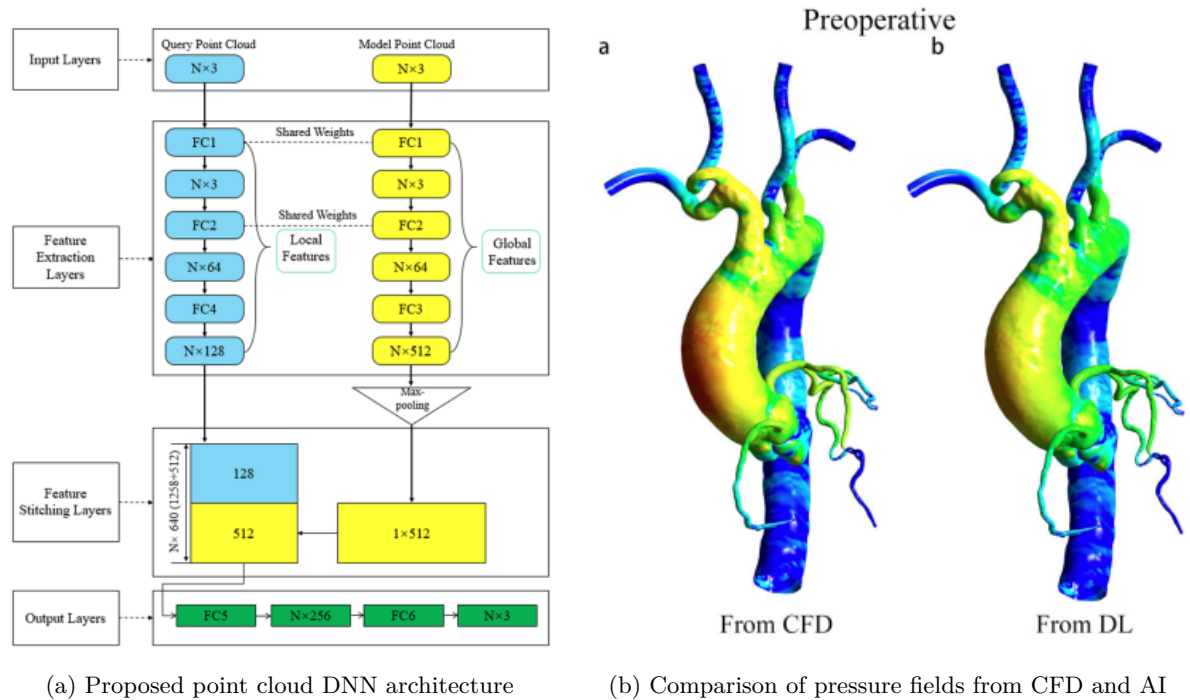 Input Layers
Query Point Cloud
Model Point Cloud
N×3
N×3
Feature
Extraction
Layers
FC1
Shared Weights
FC1
N×3
N×3
FC2
Shared Weights
FC2
Local
Features
Global
Features
N×64
N×64
FC4
FC3
N×128
N×512
Max-
pooling
Feature
Stitching Layers
N× 640 (1258+512)
128
512
1×512
Output Layers
FC5
N×256
FC6
N×3
(a) Proposed point cloud DNN architecture
Preoperative
a
b
From CFD
From DL
(b) Comparison of pressure fields from CFD and AI